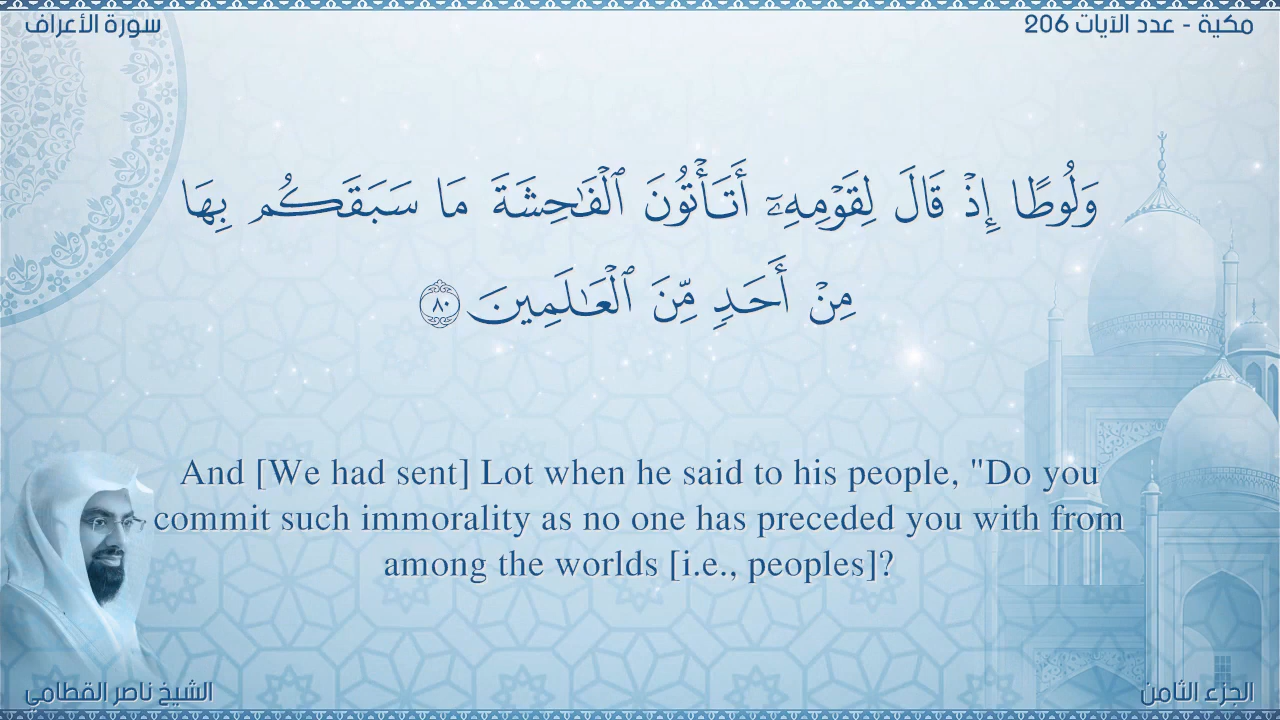 مكية - عدد الآيات 206
سورة الأعراف
وَلُوطًا إِذْ قَالَ لِقَوْمِهِۦٓ أَتَأْتُونَ ٱلْفَـٰحِشَةَ مَا سَبَقَكُم بِهَا
مِنْ أَحَدٍ مِّنَ ٱلْعَـٰلَمِينَ ٨٠
And [We had sent] Lot when he said to his people, "Do you
commit such immorality as no one has preceded you with from
among the worlds [i.e., peoples]?
الجزء الثامن
الشيخ ناصر القطامي